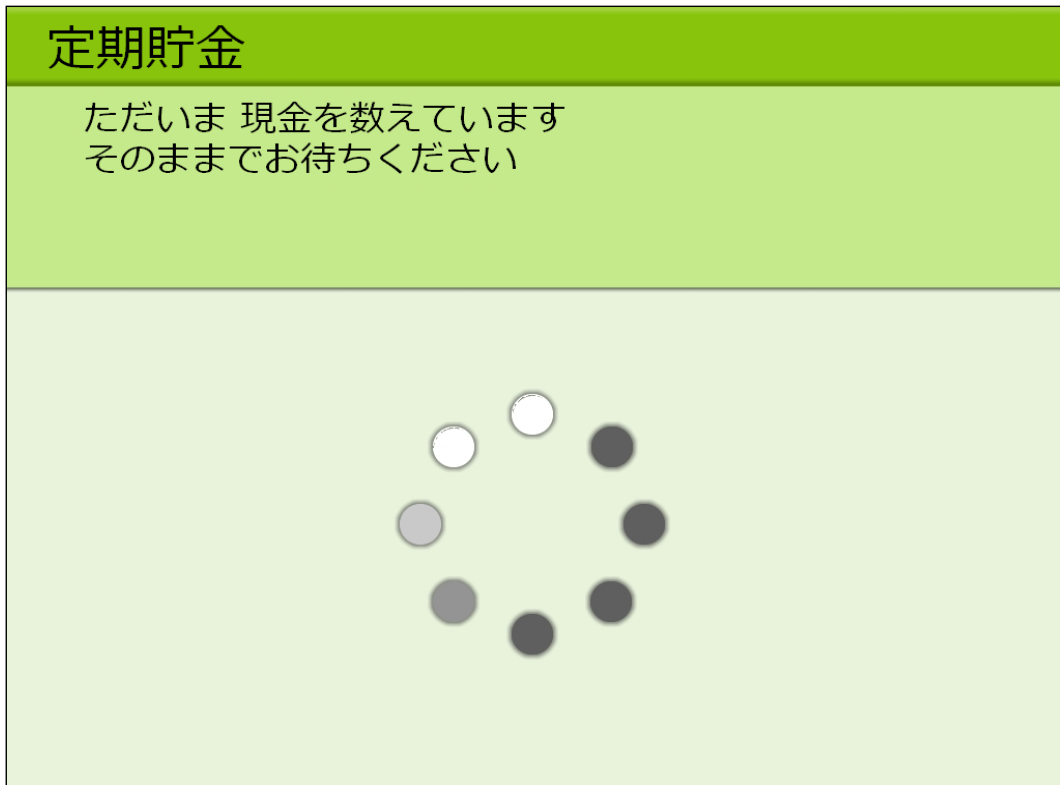 定期貯金
ただいま 現金を数えています
そのままでお待ちください